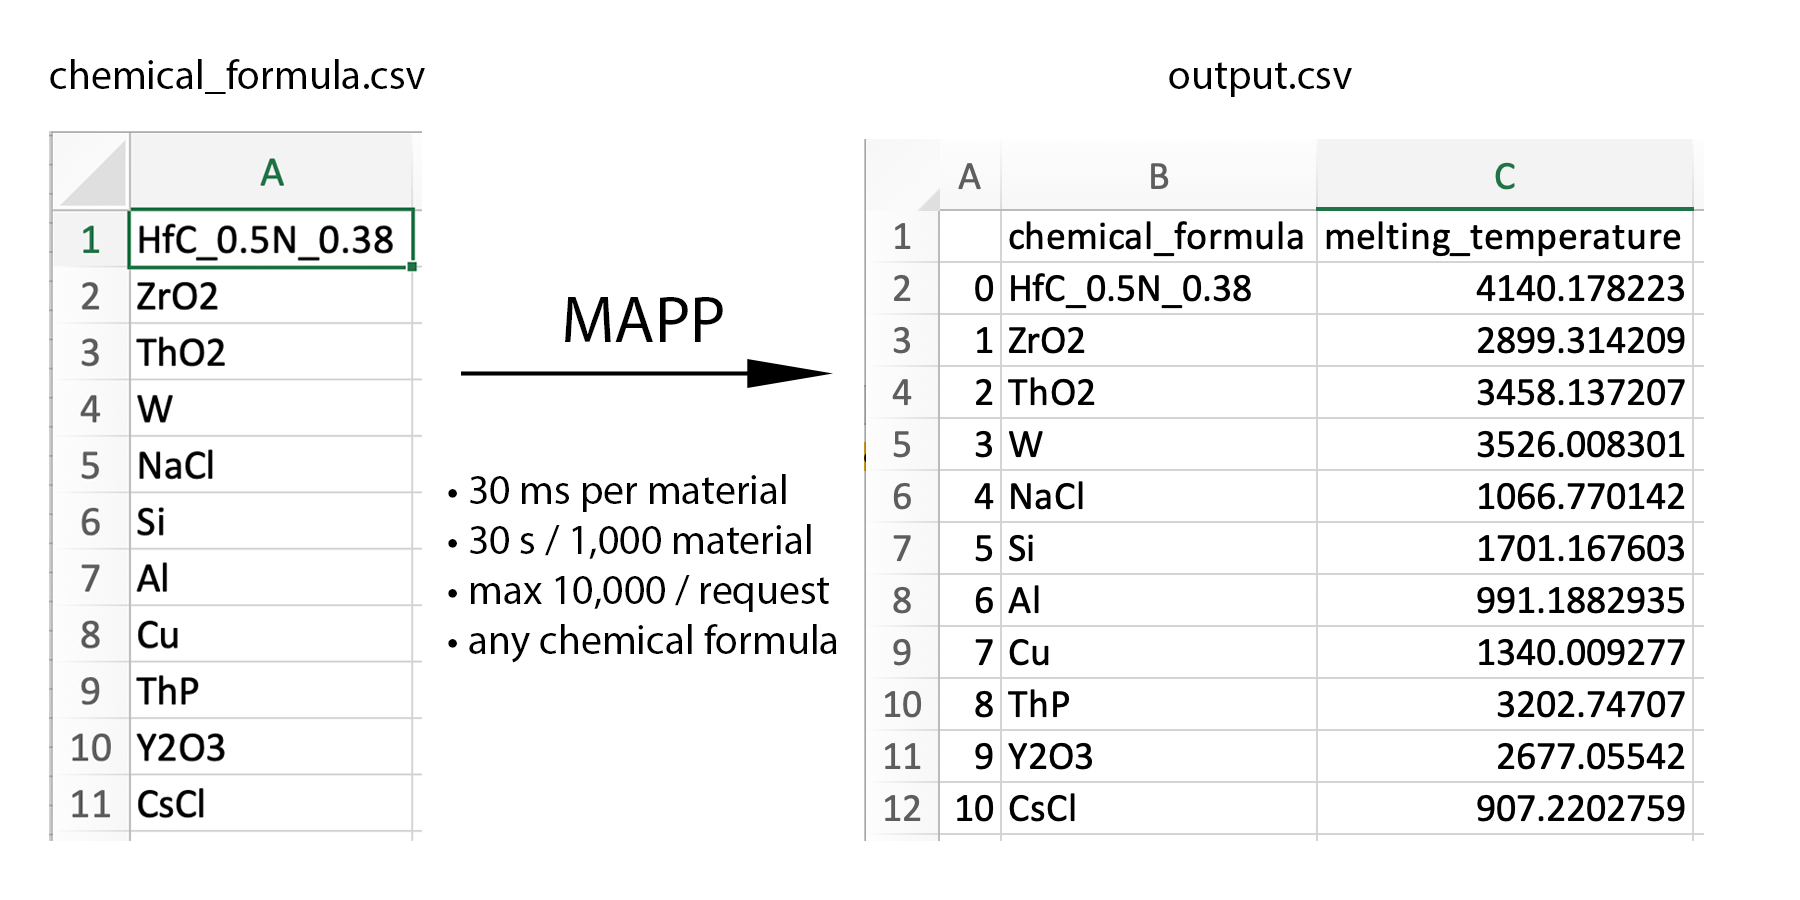 chemical_formula.csv
A
1 HfC_0.5N_0.38
2 ZrO2
3 ThO2
4 W
5 NaCl
6 Si
7 Al
8 Cu
9 ThP
10 Y2O3
11 CsCl
MAPP
• 30 ms per material
• 30 s / 1,000 material
• max 10,000 / request
• any chemical formula
output.csv
A B C
1 chemical_formula melting_temperature
2 0 HfC_0.5N_0.38 4140.178223
3 1 ZrO2 2899.314209
4 2 ThO2 3458.137207
5 3 W 3526.008301
6 4 NaCl 1066.770142
7 5 Si 1701.167603
8 6 Al 991.1882935
9 7 Cu 1340.009277
10 8 ThP 3202.74707
11 9 Y2O3 2677.05542
12 10 CsCl 907.2202759